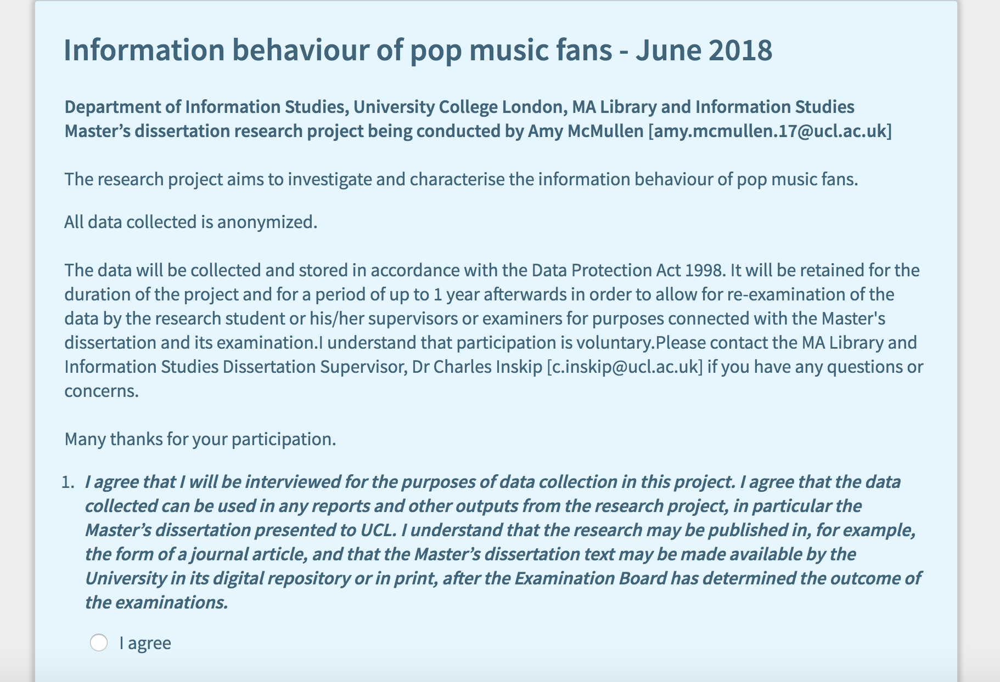 Information behaviour of pop music fans - June 2018
Department of Information Studies, University College London, MA Library and Information Studies
Master’s dissertation research project being conducted by Amy McMullen [amy.mcmullen.17@ucl.ac.uk]
The research project aims to investigate and characterise the information behaviour of pop music fans.
All data collected is anonymized.
The data will be collected and stored in accordance with the Data Protection Act 1998. It will be retained for the
duration of the project and for a period of up to 1 year afterwards in order to allow for re-examination of the
data by the research student or his/her supervisors or examiners for purposes connected with the Master's
dissertation and its examination.I understand that participation is voluntary.Please contact the MA Library and
Information Studies Dissertation Supervisor, Dr Charles Inskip [c.inskip@ucl.ac.uk] if you have any questions or
concerns.
Many thanks for your participation.
1. I agree that I will be interviewed for the purposes of data collection in this project. I agree that the data
collected can be used in any reports and other outputs from the research project, in particular the
Master’s dissertation presented to UCL. I understand that the research may be published in, for example,
the form of a journal article, and that the Master’s dissertation text may be made available by the
University in its digital repository or in print, after the Examination Board has determined the outcome of
the examinations.
I agree